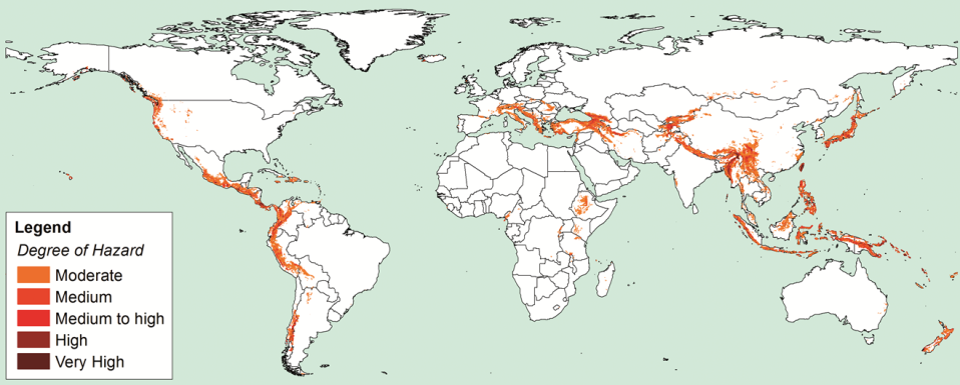 Legend
Degree of Hazard
Moderate
Medium
Medium to high
High
Very High